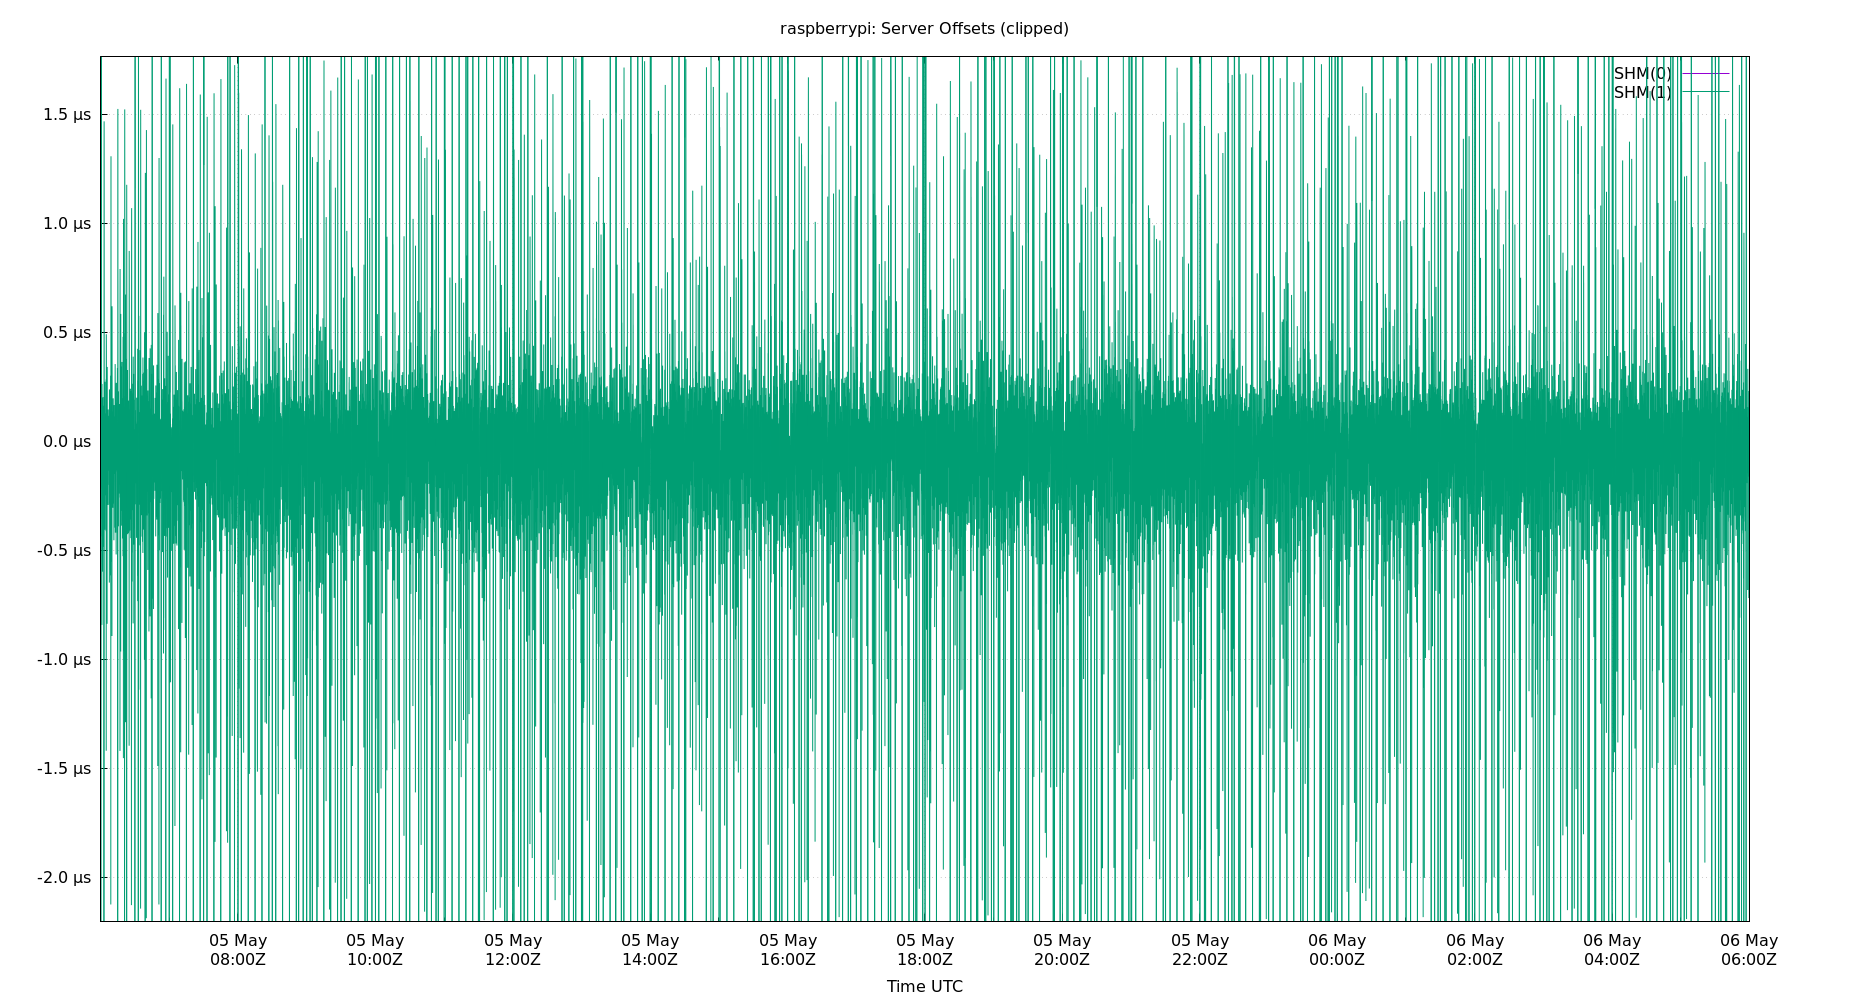 raspberrypi: Server Offsets (clipped)
SHM(0)
SHM(1)
1.5 µs
1.0 µs
0.5 µs
0.0 µs
-0.5 µs
-1.0 µs
-1.5 µs
-2.0 µs
05 May 05 May 05 May 05 May 05 May 05 May 05 May 05 May 06 May 06 May 06 May 06 May
08:00Z 10:00Z 12:00Z 14:00Z 16:00Z 18:00Z 20:00Z 22:00Z 00:00Z 02:00Z 04:00Z 06:00Z
Time UTC